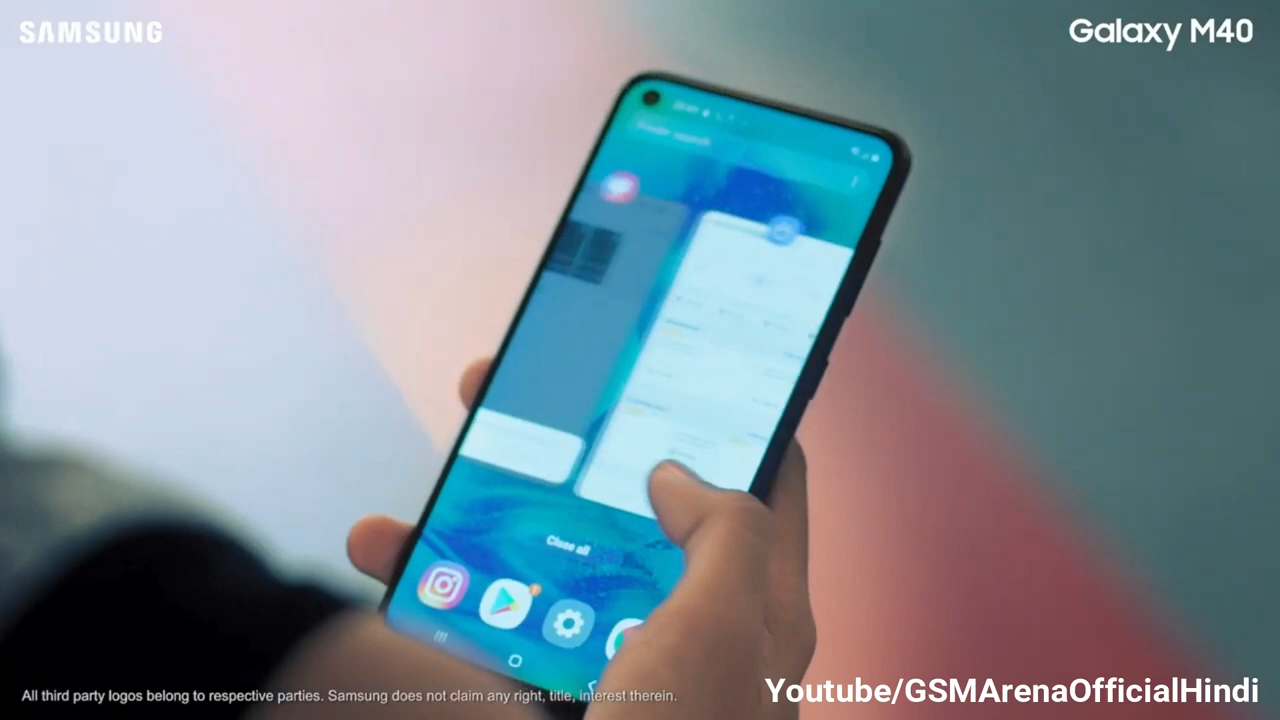 SAMSUNG
Galaxy M40
Close all
All third party logos belong to respective parties. Samsung does not claim any right, title, interest therein.
Youtube/GSMArenaOfficialHindi